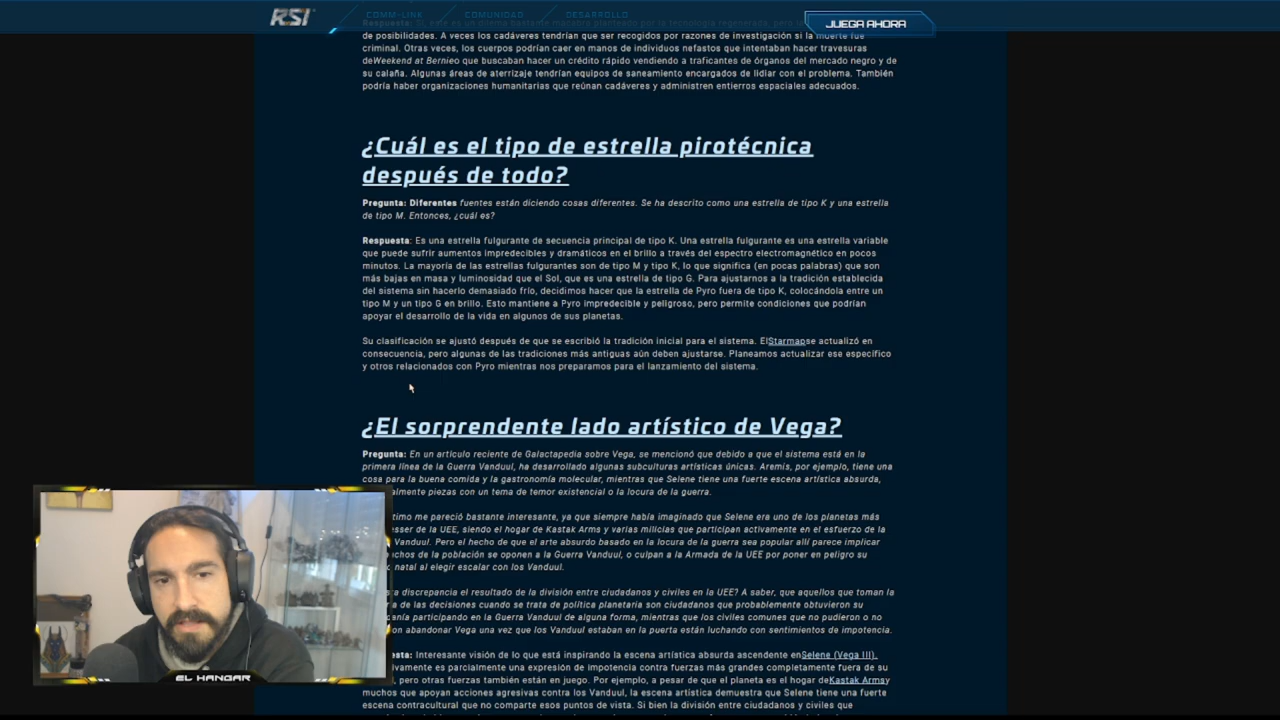 RSI
COMM-LINK
COMUNIDAD
DESARROLLO
JUEGA AHORA
Respuesta: Sí, este es un dilema bastante macabro planteado por la tecnología regenerada, pero la
de posibilidades. A veces los cadáveres tendrían que ser recogidos por razones de investigación si la muerte fue
criminal. Otras veces, los cuerpos podrían caer en manos de individuos nefastos que intentaban hacer travesuras
deWeekend at Bernieo que buscaban hacer un crédito rápido vendiendo a traficantes de órganos del mercado negro y de
su calaña. Algunas áreas de aterrizaje tendrían equipos de saneamiento encargados de lidiar con el problema. También
podría haber organizaciones humanitarias que reúnan cadáveres y administren entierros espaciales adecuados.
¿Cuál es el tipo de estrella pirotécnica
después de todo?
Pregunta: Diferentes fuentes están diciendo cosas diferentes. Se ha descrito como una estrella de tipo K y una estrella
de tipo M. Entonces, ¿cuál es?
Respuesta: Es una estrella fulgurante de secuencia principal de tipo K. Una estrella fulgurante es una estrella variable
que puede sufrir aumentos impredecibles y dramáticos en el brillo a través del espectro electromagnético en pocos
minutos. La mayoría de las estrellas fulgurantes son de tipo M y tipo K, lo que significa (en pocas palabras) que son
más bajas en masa y luminosidad que el Sol, que es una estrella de tipo G. Para ajustarnos a la tradición establecida
del sistema sin hacerlo demasiado frío, decidimos hacer que la estrella de Pyro fuera de tipo K, colocándola entre un
tipo M y un tipo G en brillo. Esto mantiene a Pyro impredecible y peligroso, pero permite condiciones que podrían
apoyar el desarrollo de la vida en algunos de sus planetas.
Su clasificación se ajustó después de que se escribió la tradición inicial para el sistema. ElStarmapse actualizó en
consecuencia, pero algunas de las tradiciones más antiguas aún deben ajustarse. Planeamos actualizar ese específico
y otros relacionados con Pyro mientras nos preparamos para el lanzamiento del sistema.
¿El sorprendente lado artístico de Vega?
Pregunta: En un artículo reciente de Galactapedia sobre Vega, se mencionó que debido a que el sistema está en la
primera línea de la Guerra Vanduul, ha desarrollado algunas subculturas artísticas únicas. Aremis, por ejemplo, tiene una
cosa para la buena comida y la gastronomía molecular, mientras que Selene tiene una fuerte escena artística absurda,
almente piezas con un tema de temor existencial o la locura de la guerra.
timo me pareció bastante interesante, ya que siempre había imaginado que Selene era uno de los planetas más
esser de la UEE, siendo el hogar de Kastak Arms y varias milicias que participan activamente en el esfuerzo de la
Vanduul. Pero el hecho de que el arte absurdo basado en la locura de la guerra sea popular allí parece implicar
chos de la población se oponen a la Guerra Vanduul, o culpan a la Armada de la UEE por poner en peligro su
natal al elegir escalar con los Vanduul.
a discrepancia el resultado de la división entre ciudadanos y civiles en la UEE? A saber, que aquellos que toman la
a de las decisiones cuando se trata de política planetaria son ciudadanos que probablemente obtuvieron su
anía participando en la Guerra Vanduul de alguna forma, mientras que los civiles comunes que no pudieron o no
on abandonar Vega una vez que los Vanduul estaban en la puerta están luchando con sentimientos de impotencia.
esta: Interesante visión de lo que está inspirando la escena artística absurda ascendente enSelene (Vega III).
ivamente es parcialmente una expresión de impotencia contra fuerzas más grandes completamente fuera de su
, pero otras fuerzas también están en juego. Por ejemplo, a pesar de que el planeta es el hogar deKastak Armsy
muchos que apoyan acciones agresivas contra los Vanduul, la escena artística demuestra que Selene tiene una fuerte
escena contracultural que no comparte esos puntos de vista. Si bien la división entre ciudadanos y civiles que
EL HANGAR